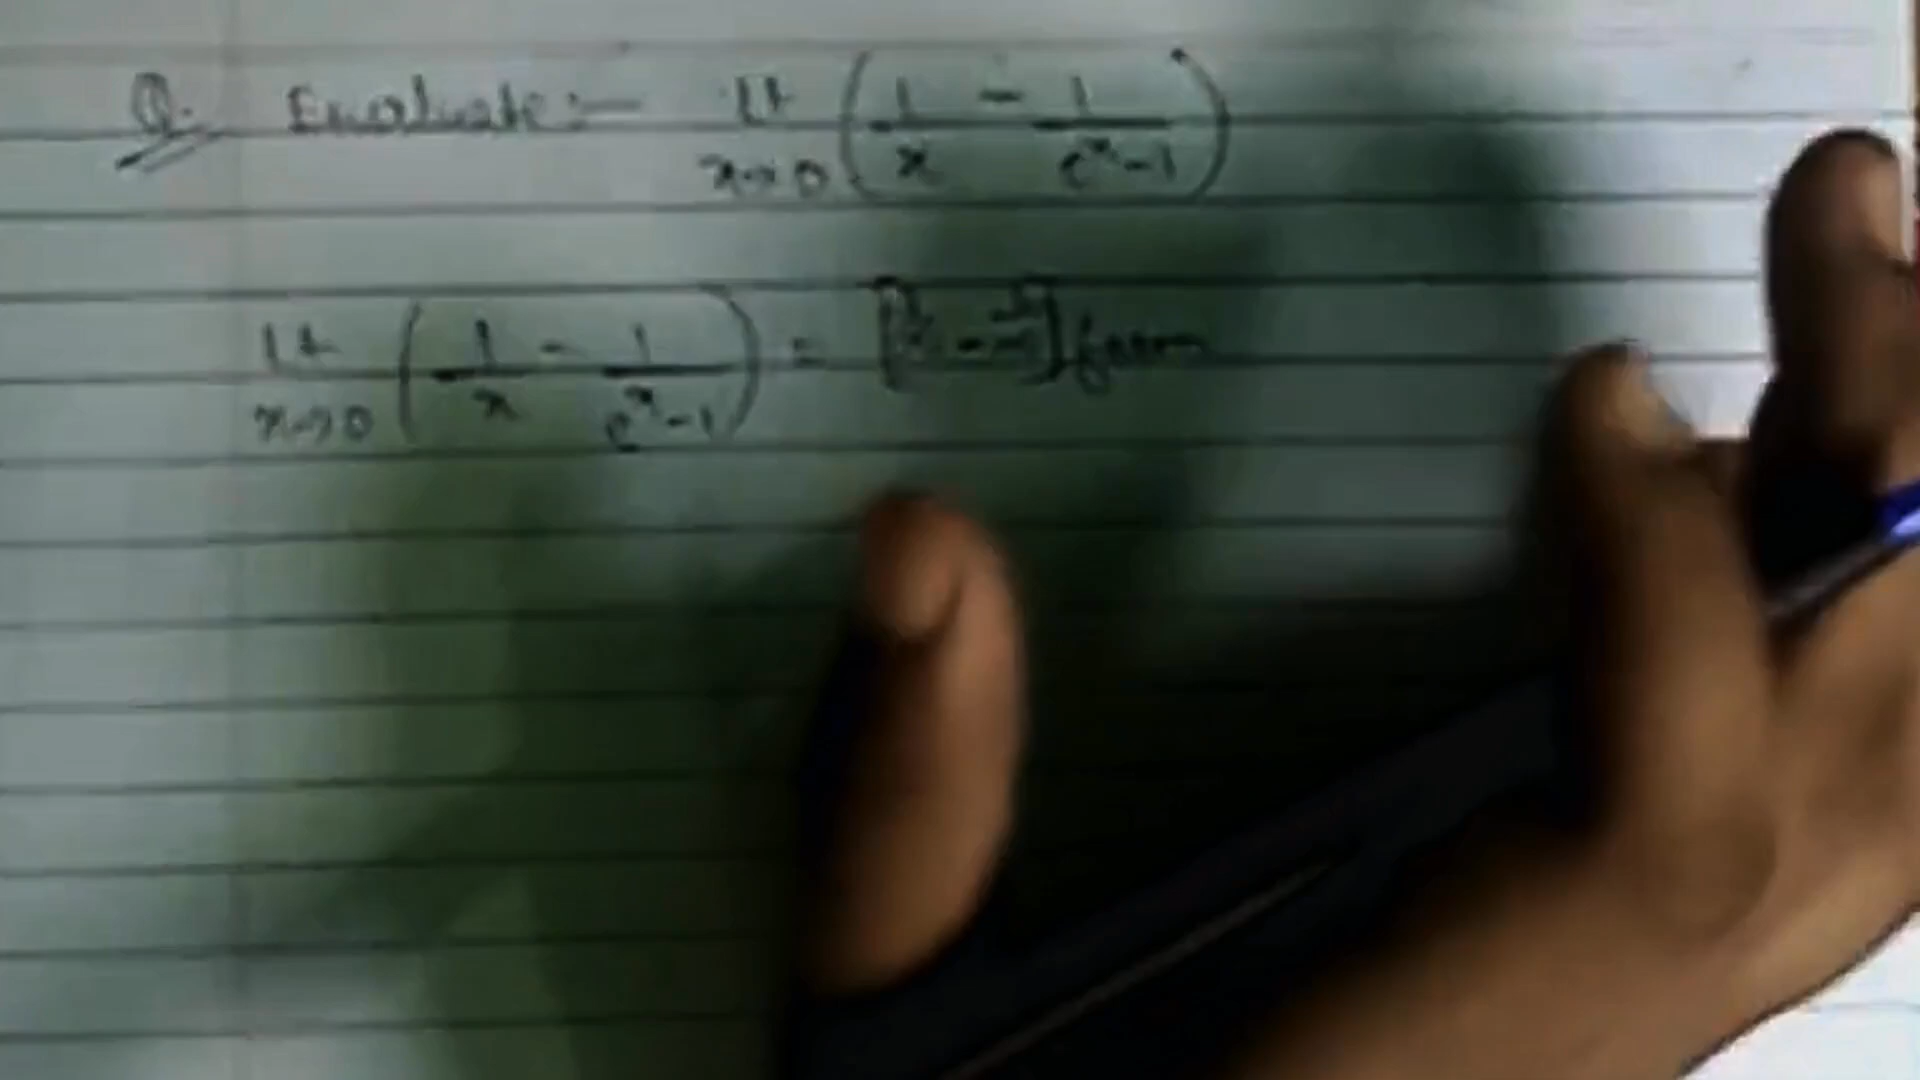 Q. Evaluate:- lt x→0 (1/x - 1/(e^x-1))
lt x→0 (1/x - 1/(e^x-1)) = form